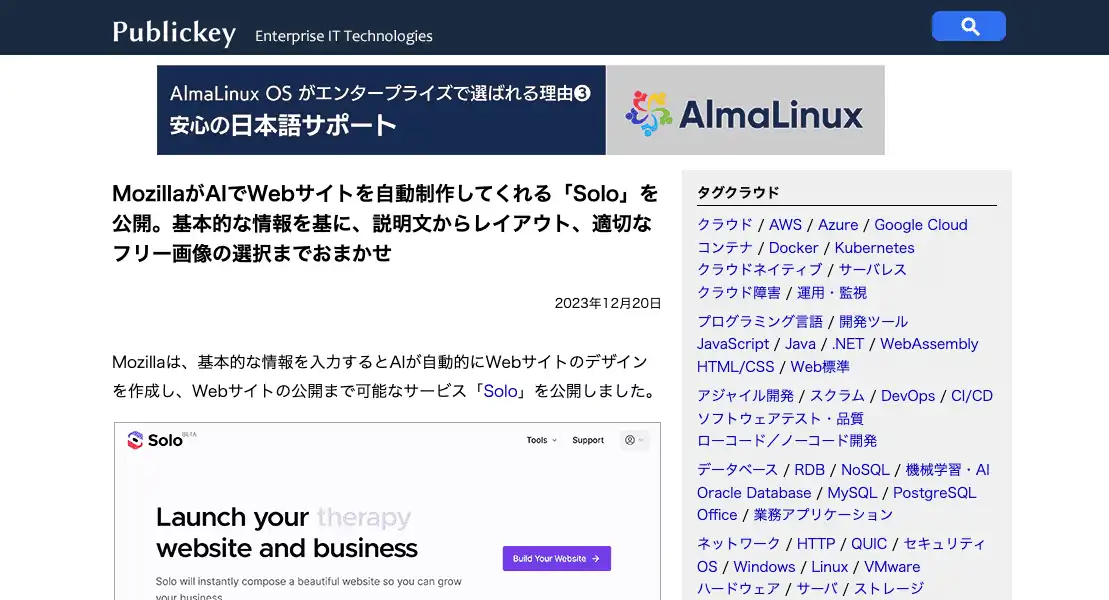 Publickey Enterprise IT Technologies
AlmaLinux OS がエンタープライズで選ばれる理由❸
安心の日本語サポート
AlmaLinux
MozillaがAIでWebサイトを自動制作してくれる「Solo」を
公開。基本的な情報を基に、説明文からレイアウト、適切な
フリー画像の選択までおまかせ
2023年12月20日
Mozillaは、基本的な情報を入力するとAIが自動的にWebサイトのデザイン
を作成し、Webサイトの公開まで可能なサービス「Solo」を公開しました。
Solo BETA
Tools Support
Launch your therapy
website and business
Build Your Website →
Solo will instantly compose a beautiful website so you can grow
your business
タグクラウド
クラウド / AWS / Azure / Google Cloud
コンテナ / Docker / Kubernetes
クラウドネイティブ / サーバレス
クラウド障害 / 運用・監視
プログラミング言語 / 開発ツール
JavaScript / Java / .NET / WebAssembly
HTML/CSS / Web標準
アジャイル開発 / スクラム / DevOps / CI/CD
ソフトウェアテスト・品質
ローコード／ノーコード開発
データベース / RDB / NoSQL / 機械学習・AI
Oracle Database / MySQL / PostgreSQL
Office / 業務アプリケーション
ネットワーク / HTTP / QUIC / セキュリティ
OS / Windows / Linux / VMware
ハードウェア / サーバ / ストレージ